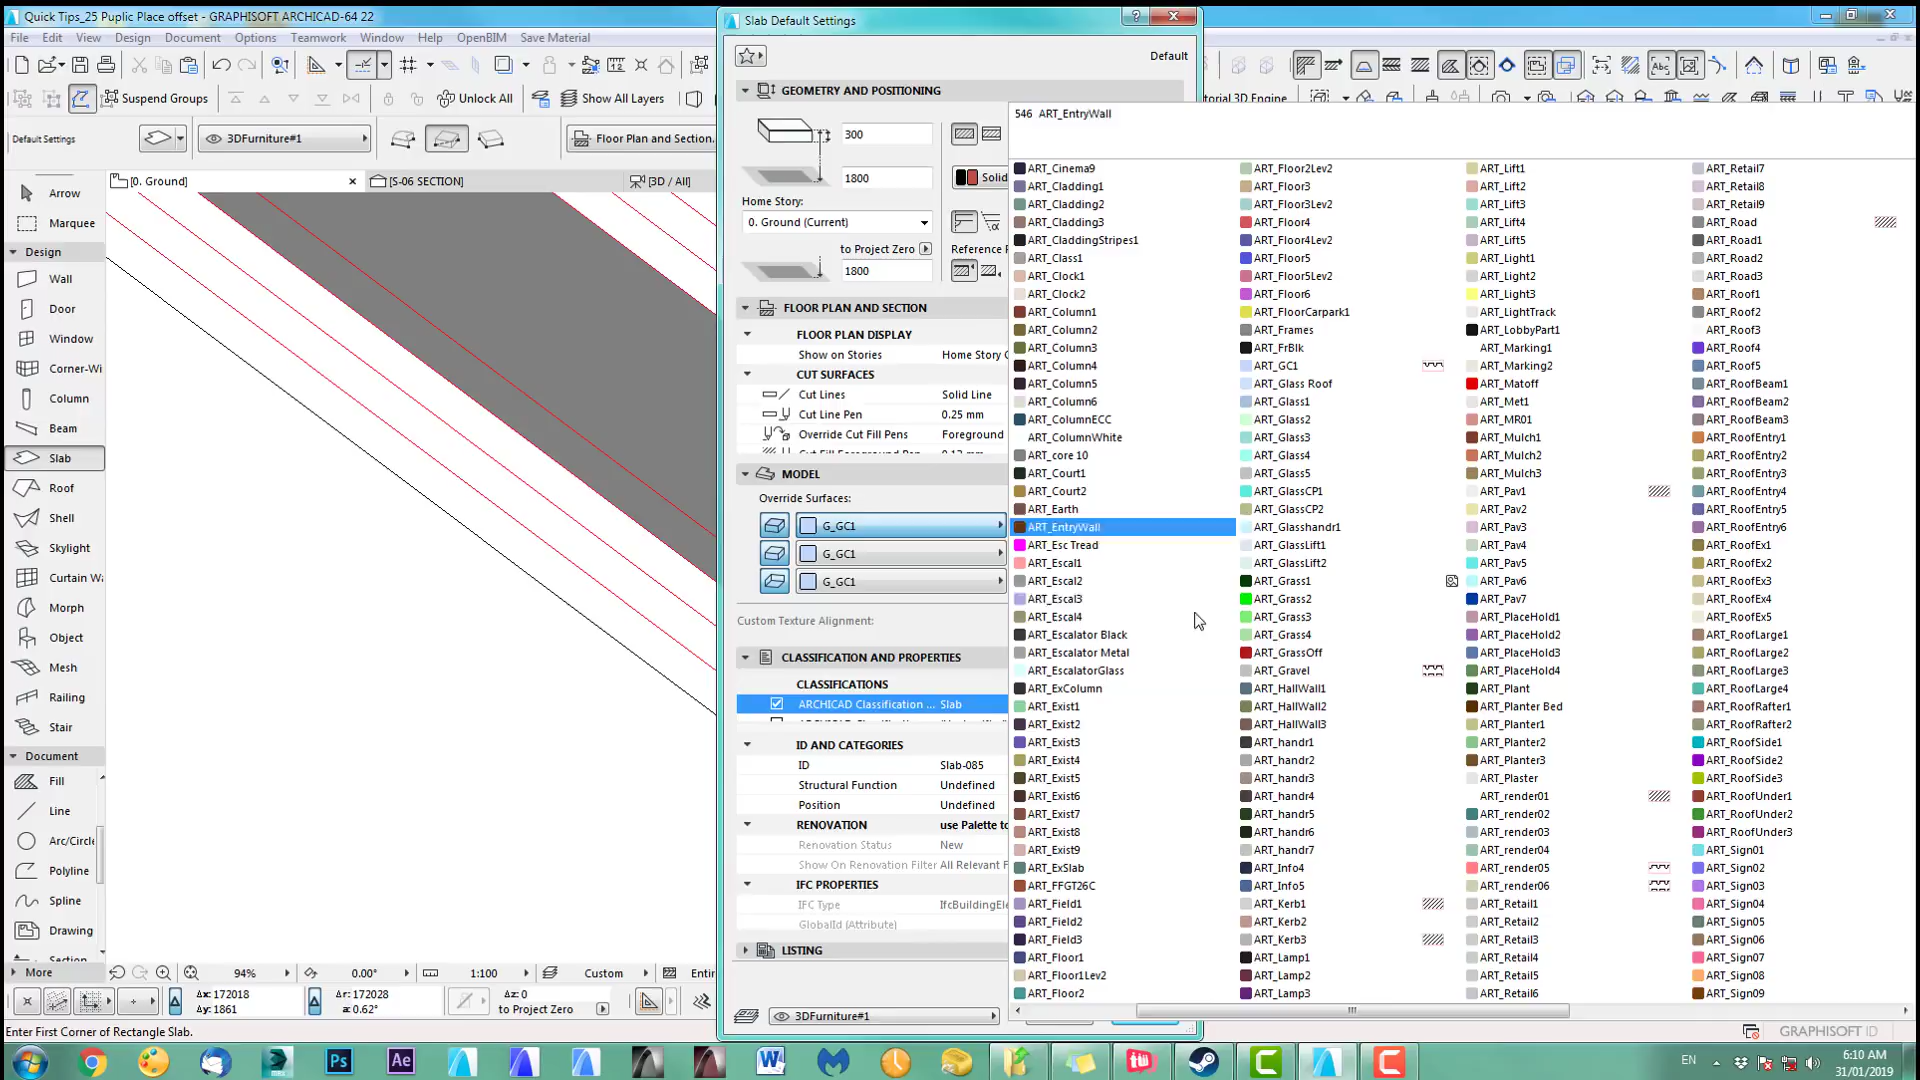 Quick Tips_25 Puplic Place offset - GRAPHISOFT ARCHICAD-64 22
File Edit View Design Document Options Teamwork Window Help OpenBIM Save Material
Suspend Groups
Unlock All
Show All Layers
Default Settings
3DFurniture#1
Floor Plan and Section.
torial 3D Engine
[0. Ground]
[S-06 SECTION]
[3D / All]
Arrow
Marquee
Design
Wall
Door
Window
Corner-Wi
Column
Beam
Slab
Roof
Shell
Skylight
Curtain Wa
Morph
Object
Mesh
Railing
Stair
Document
Fill
Line
Arc/Circle
Polyline
Spline
Drawing
Section
More
Slab Default Settings
Default
GEOMETRY AND POSITIONING
300
1800
Solid
Home Story:
0. Ground (Current)
to Project Zero
Reference P
1800
FLOOR PLAN AND SECTION
FLOOR PLAN DISPLAY
Show on Stories Home Story O
CUT SURFACES
Cut Lines Solid Line
Cut Line Pen 0.25 mm
Override Cut Fill Pens Foreground
Cut Fill Foreground Pen 0.13 mm
MODEL
Override Surfaces:
G_GC1
G_GC1
G_GC1
Custom Texture Alignment:
CLASSIFICATION AND PROPERTIES
CLASSIFICATIONS
ARCHICAD Classification ... Slab
ID AND CATEGORIES
ID Slab-085
Structural Function Undefined
Position Undefined
RENOVATION use Palette to
Renovation Status New
Show On Renovation Filter All Relevant F
IFC PROPERTIES
IFC Type IfcBuildingEle
GlobalId (Attribute)
LISTING
3DFurniture#1
546 ART_EntryWall
ART_Cinema9
ART_Cladding1
ART_Cladding2
ART_Cladding3
ART_CladdingStripes1
ART_Class1
ART_Clock1
ART_Clock2
ART_Column1
ART_Column2
ART_Column3
ART_Column4
ART_Column5
ART_Column6
ART_ColumnECC
ART_ColumnWhite
ART_core 10
ART_Court1
ART_Court2
ART_Earth
ART_EntryWall
ART_Esc Tread
ART_Escal1
ART_Escal2
ART_Escal3
ART_Escal4
ART_Escalator Black
ART_Escalator Metal
ART_EscalatorGlass
ART_ExColumn
ART_Exist1
ART_Exist2
ART_Exist3
ART_Exist4
ART_Exist5
ART_Exist6
ART_Exist7
ART_Exist8
ART_Exist9
ART_ExSlab
ART_FFGT26C
ART_Field1
ART_Field2
ART_Field3
ART_Floor1
ART_Floor1Lev2
ART_Floor2
ART_Floor2Lev2
ART_Floor3
ART_Floor3Lev2
ART_Floor4
ART_Floor4Lev2
ART_Floor5
ART_Floor5Lev2
ART_Floor6
ART_FloorCarpark1
ART_Frames
ART_FrBlk
ART_GC1
ART_Glass Roof
ART_Glass1
ART_Glass2
ART_Glass3
ART_Glass4
ART_Glass5
ART_GlassCP1
ART_GlassCP2
ART_Glasshandr1
ART_GlassLift1
ART_GlassLift2
ART_Grass1
ART_Grass2
ART_Grass3
ART_Grass4
ART_GrassOff
ART_Gravel
ART_HallWall1
ART_HallWall2
ART_HallWall3
ART_handr1
ART_handr2
ART_handr3
ART_handr4
ART_handr5
ART_handr6
ART_handr7
ART_Info4
ART_Info5
ART_Kerb1
ART_Kerb2
ART_Kerb3
ART_Lamp1
ART_Lamp2
ART_Lamp3
ART_Lift1
ART_Lift2
ART_Lift3
ART_Lift4
ART_Lift5
ART_Light1
ART_Light2
ART_Light3
ART_LightTrack
ART_LobbyPart1
ART_Marking1
ART_Marking2
ART_Matoff
ART_Met1
ART_MR01
ART_Mulch1
ART_Mulch2
ART_Mulch3
ART_Pav1
ART_Pav2
ART_Pav3
ART_Pav4
ART_Pav5
ART_Pav6
ART_Pav7
ART_PlaceHold1
ART_PlaceHold2
ART_PlaceHold3
ART_PlaceHold4
ART_Plant
ART_Planter Bed
ART_Planter1
ART_Planter2
ART_Planter3
ART_Plaster
ART_render01
ART_render02
ART_render03
ART_render04
ART_render05
ART_render06
ART_Retail1
ART_Retail2
ART_Retail3
ART_Retail4
ART_Retail5
ART_Retail6
ART_Retail7
ART_Retail8
ART_Retail9
ART_Road
ART_Road1
ART_Road2
ART_Road3
ART_Roof1
ART_Roof2
ART_Roof3
ART_Roof4
ART_Roof5
ART_RoofBeam1
ART_RoofBeam2
ART_RoofBeam3
ART_RoofEntry1
ART_RoofEntry2
ART_RoofEntry3
ART_RoofEntry4
ART_RoofEntry5
ART_RoofEntry6
ART_RoofEx1
ART_RoofEx2
ART_RoofEx3
ART_RoofEx4
ART_RoofEx5
ART_RoofLarge1
ART_RoofLarge2
ART_RoofLarge3
ART_RoofLarge4
ART_RoofRafter1
ART_RoofRafter2
ART_RoofSide1
ART_RoofSide2
ART_RoofSide3
ART_RoofUnder1
ART_RoofUnder2
ART_RoofUnder3
ART_Sign01
ART_Sign02
ART_Sign03
ART_Sign04
ART_Sign05
ART_Sign06
ART_Sign07
ART_Sign08
ART_Sign09
94% 0.00° 1:100 Custom Entir
Δx: 172018
Δy: 1861
Δr: 172028
a: 0.62°
Δz: 0
to Project Zero
Enter First Corner of Rectangle Slab.
GRAPHISOFT ID
Ps
Ae
EN
6:10 AM
31/01/2019